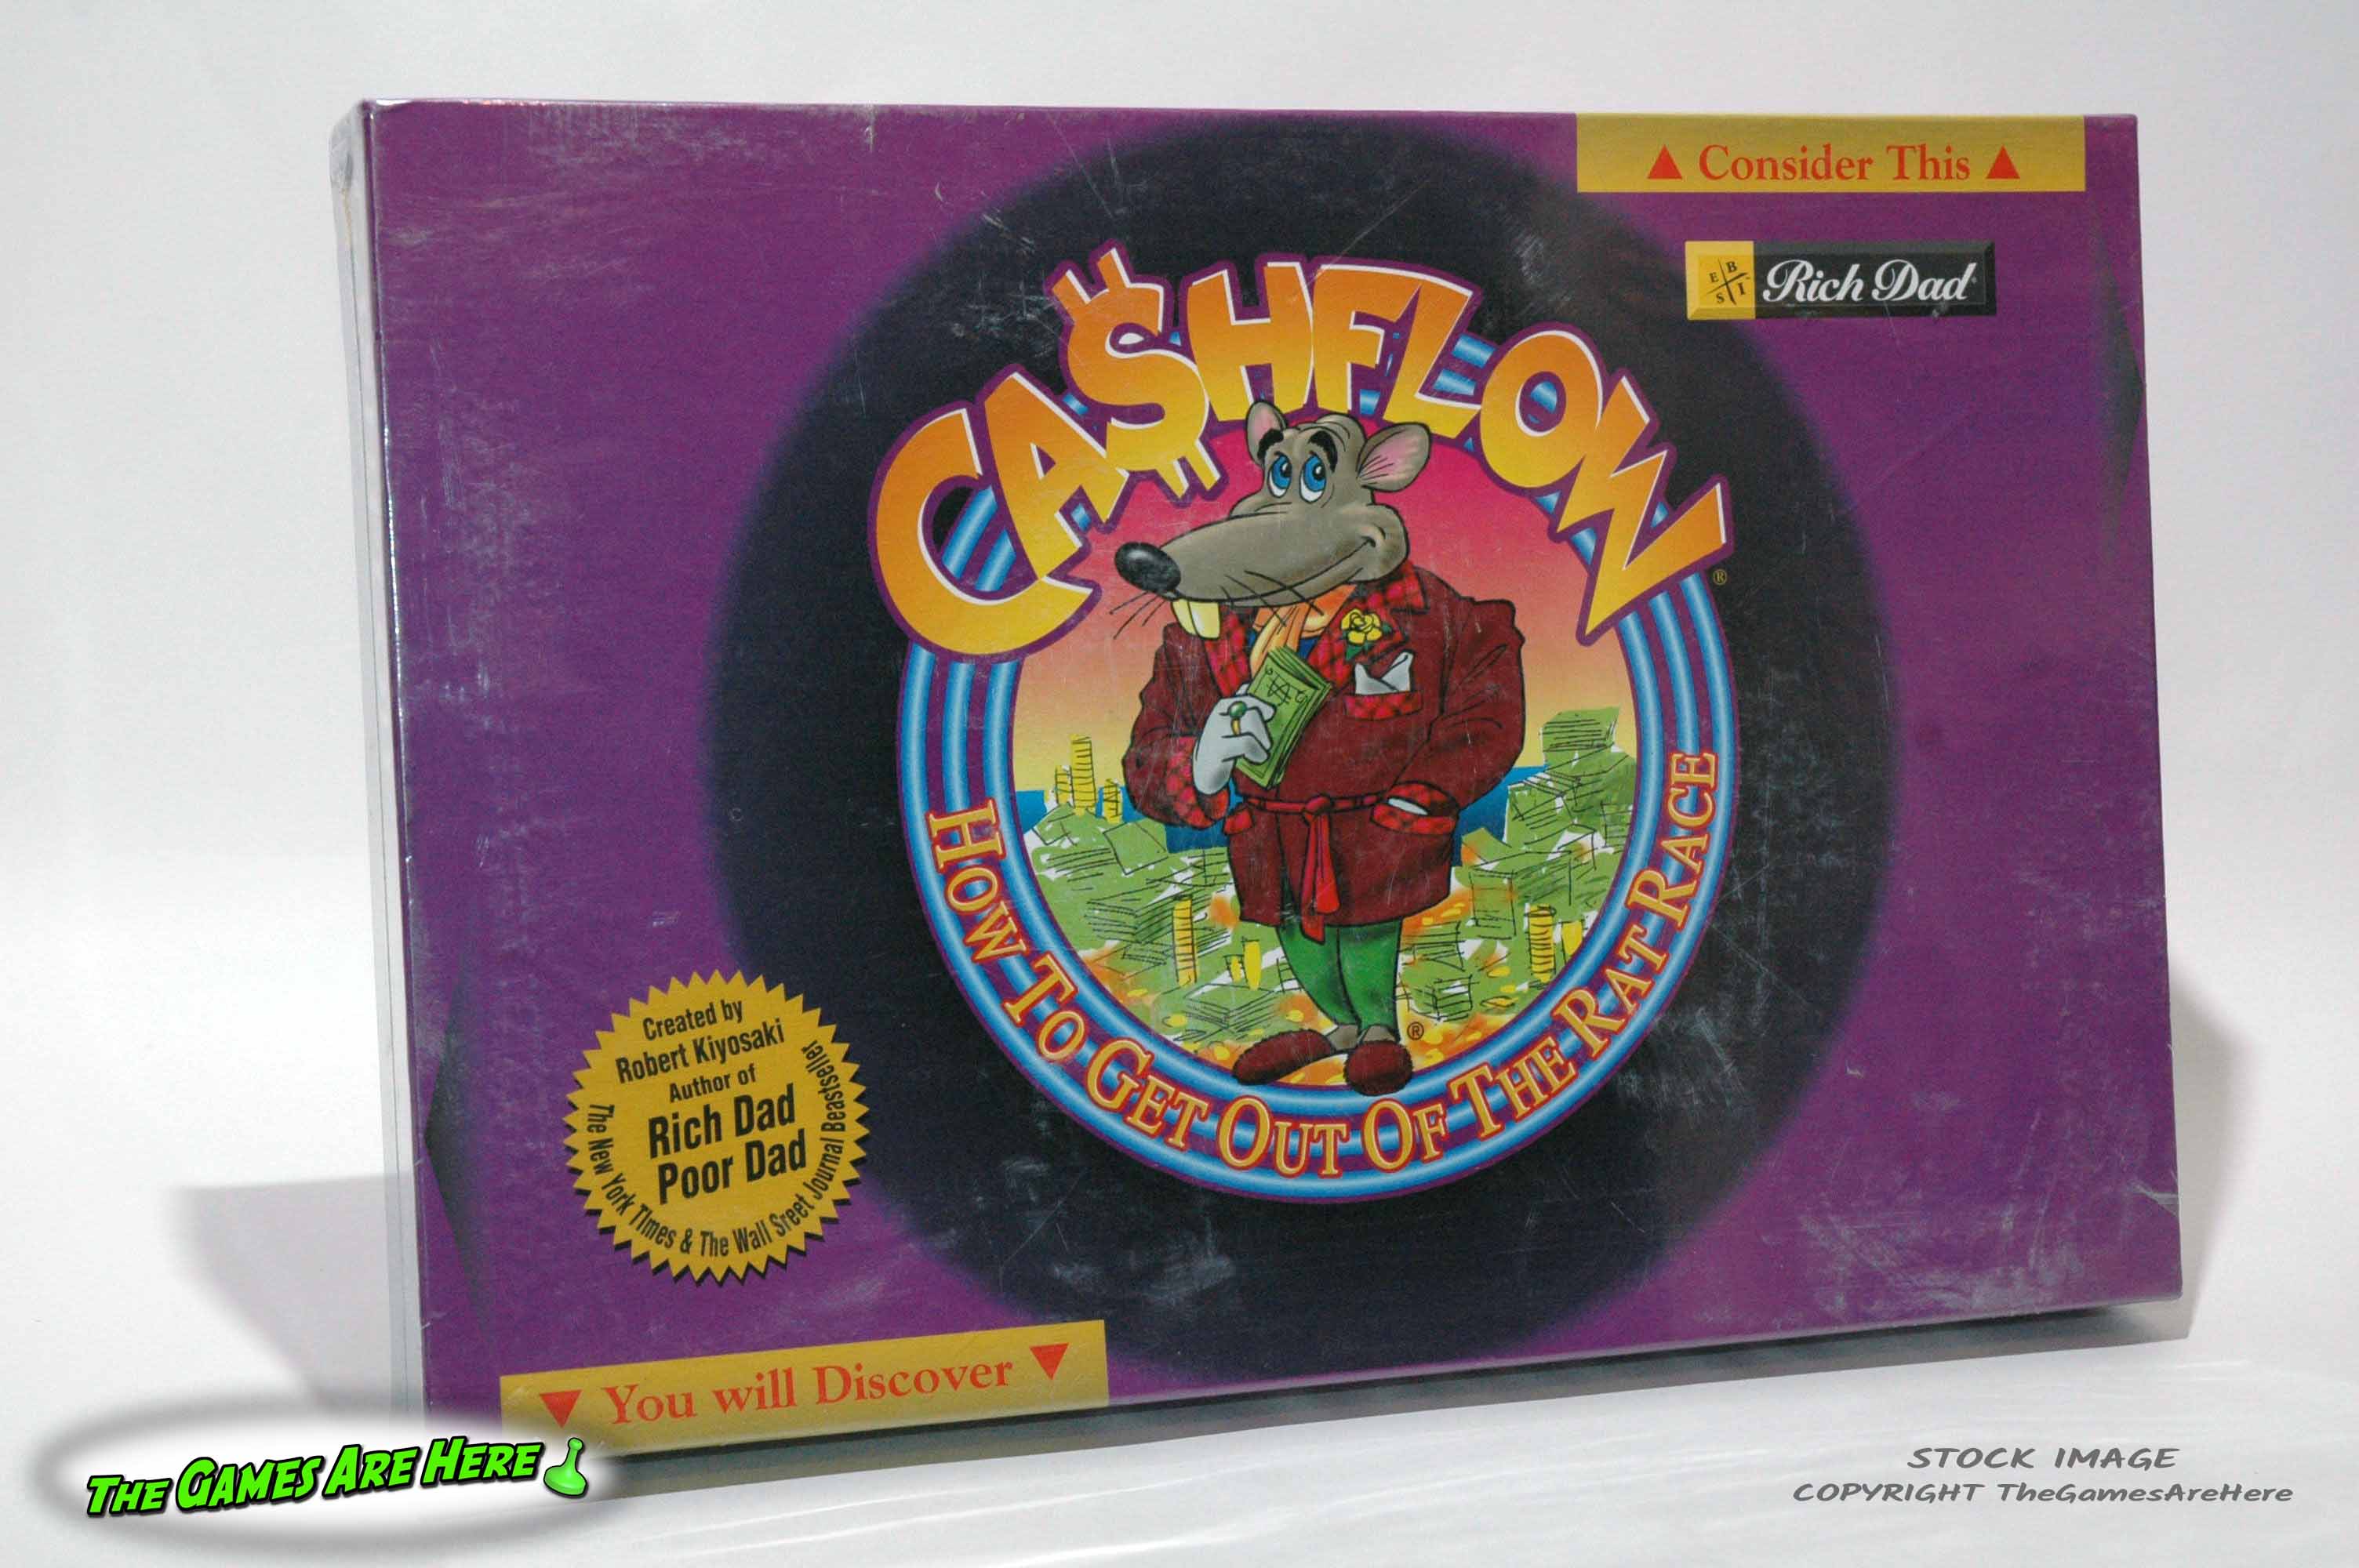 ▲ Consider This ▲
E B S I Rich Dad
CA$HFLOW®
HOW TO GET OUT OF THE RAT RACE
®
Created by
Robert Kiyosaki
Author of
Rich Dad
Poor Dad
The New York Times & The Wall Sreet Journal Beastseller
▼ You will Discover ▼
THE GAMES ARE HERE
STOCK IMAGE
COPYRIGHT TheGamesAreHere